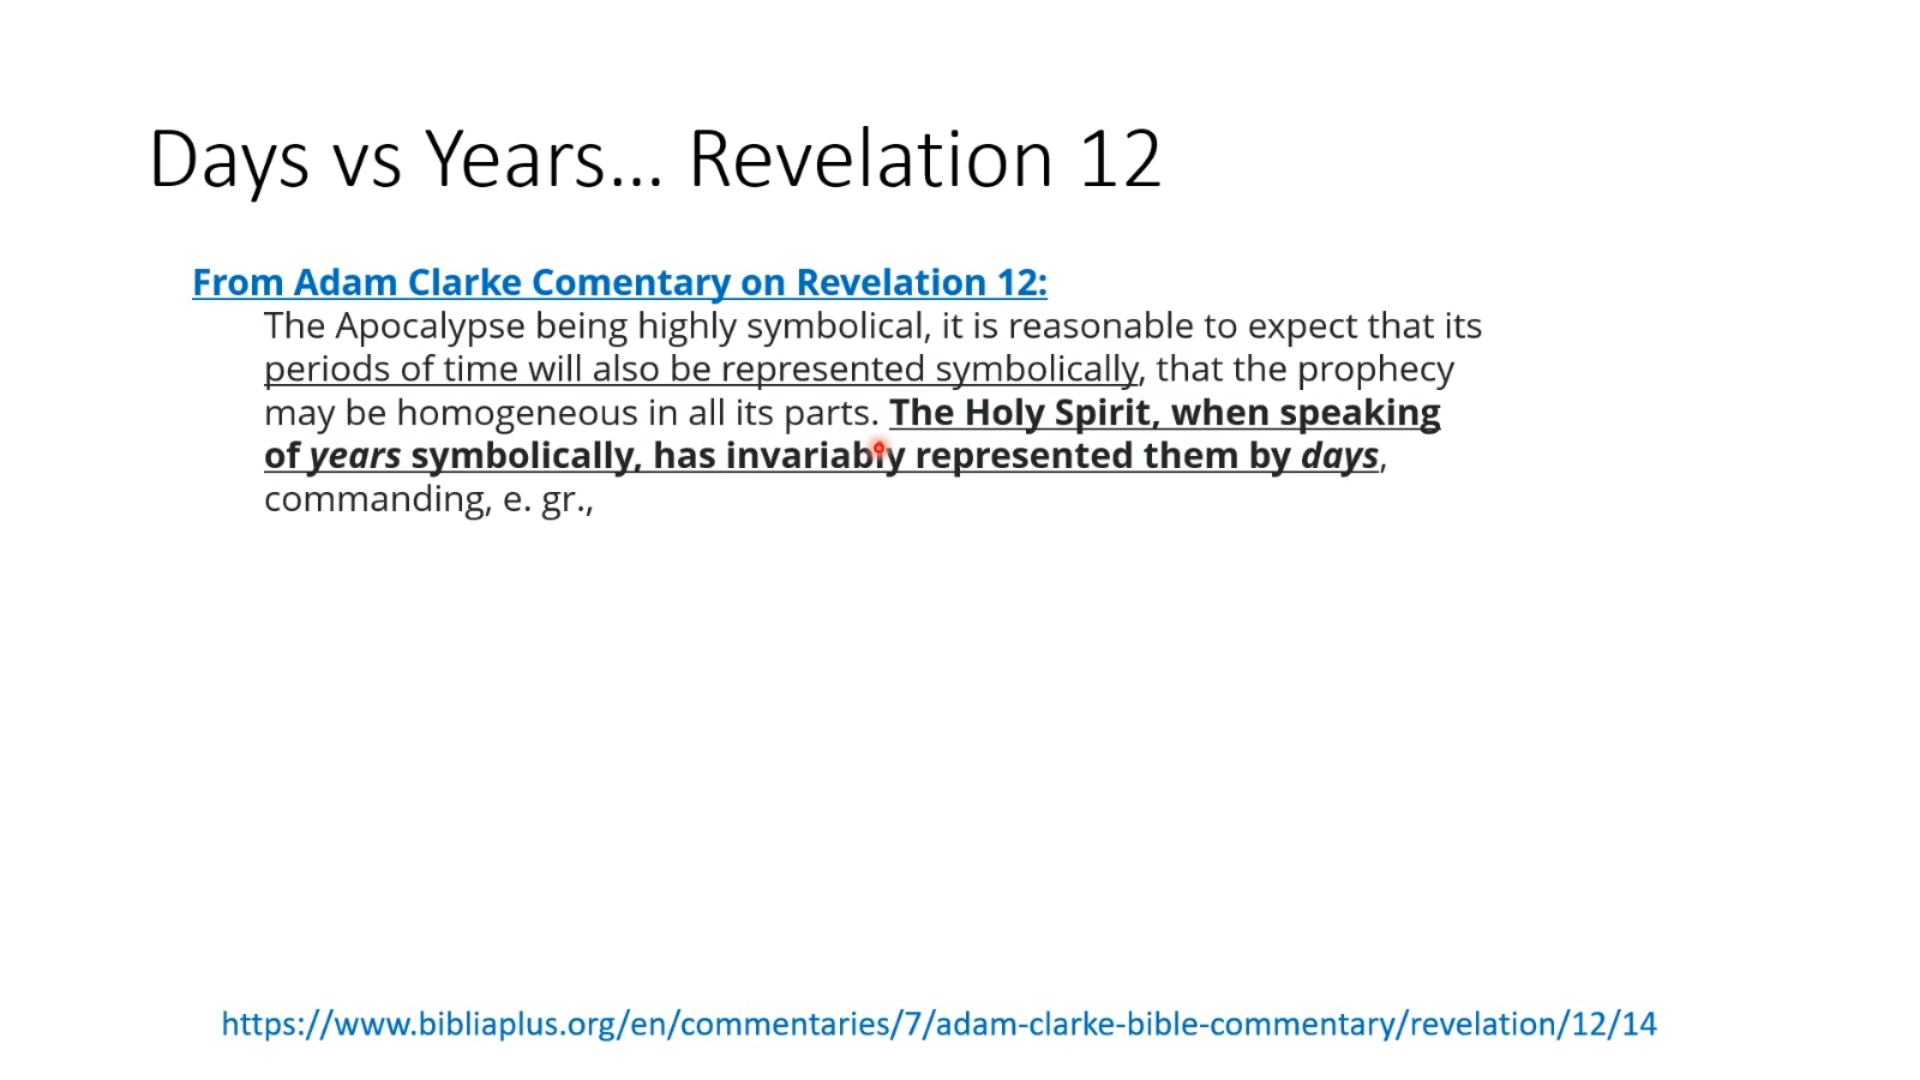 Days vs Years... Revelation 12
From Adam Clarke Comentary on Revelation 12:
The Apocalypse being highly symbolical, it is reasonable to expect that its
periods of time will also be represented symbolically, that the prophecy
may be homogeneous in all its parts. The Holy Spirit, when speaking
of years symbolically, has invariably represented them by days,
commanding, e. gr.,
https://www.bibliaplus.org/en/commentaries/7/adam-clarke-bible-commentary/revelation/12/14